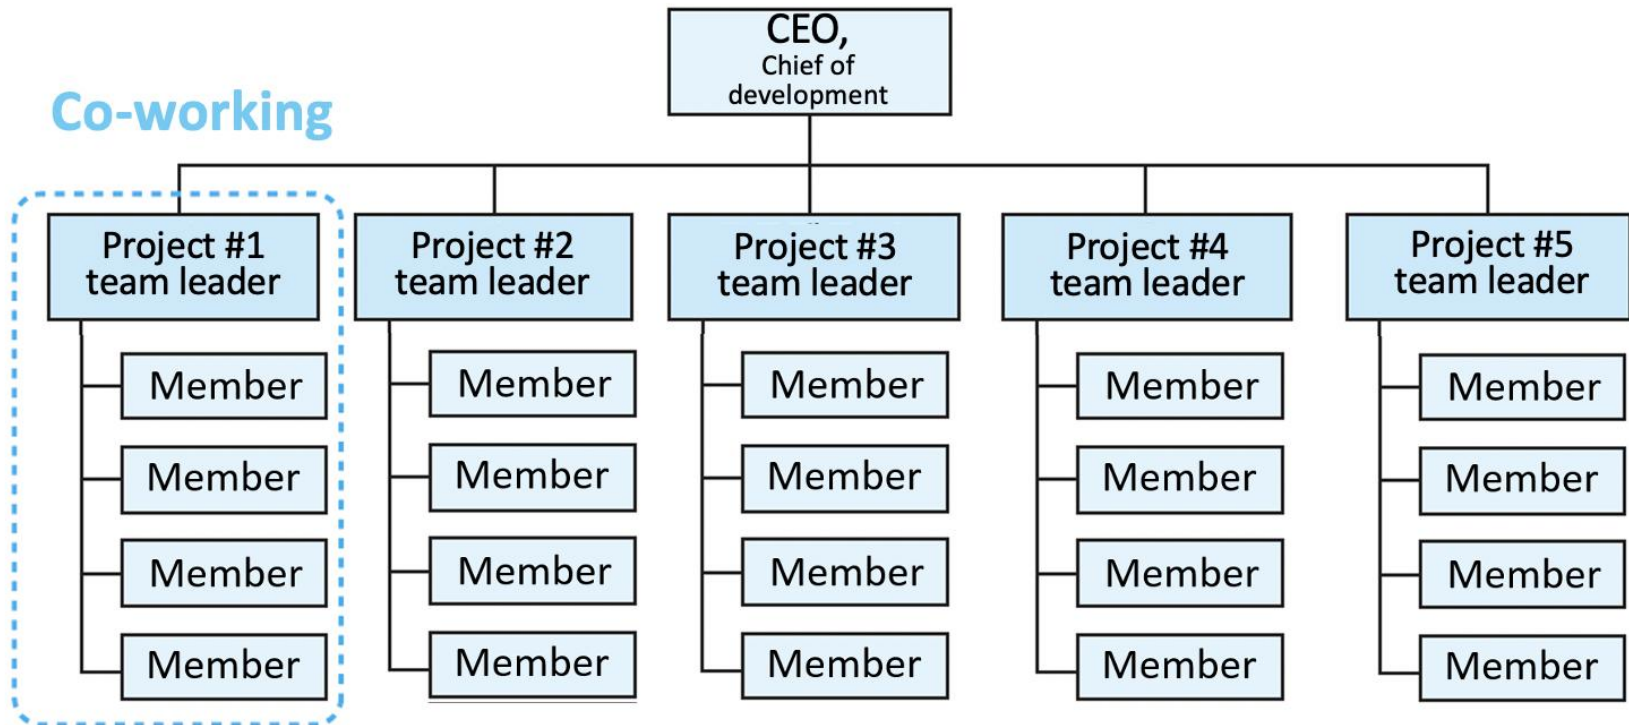 CEO,
Chief of
development
Co-working
Project #1
team leader
Member
Member
Member
Member
Project #2
team leader
Member
Member
Member
Member
Project #3
team leader
Member
Member
Member
Member
Project #4
team leader
Member
Member
Member
Member
Project #5
team leader
Member
Member
Member
Member